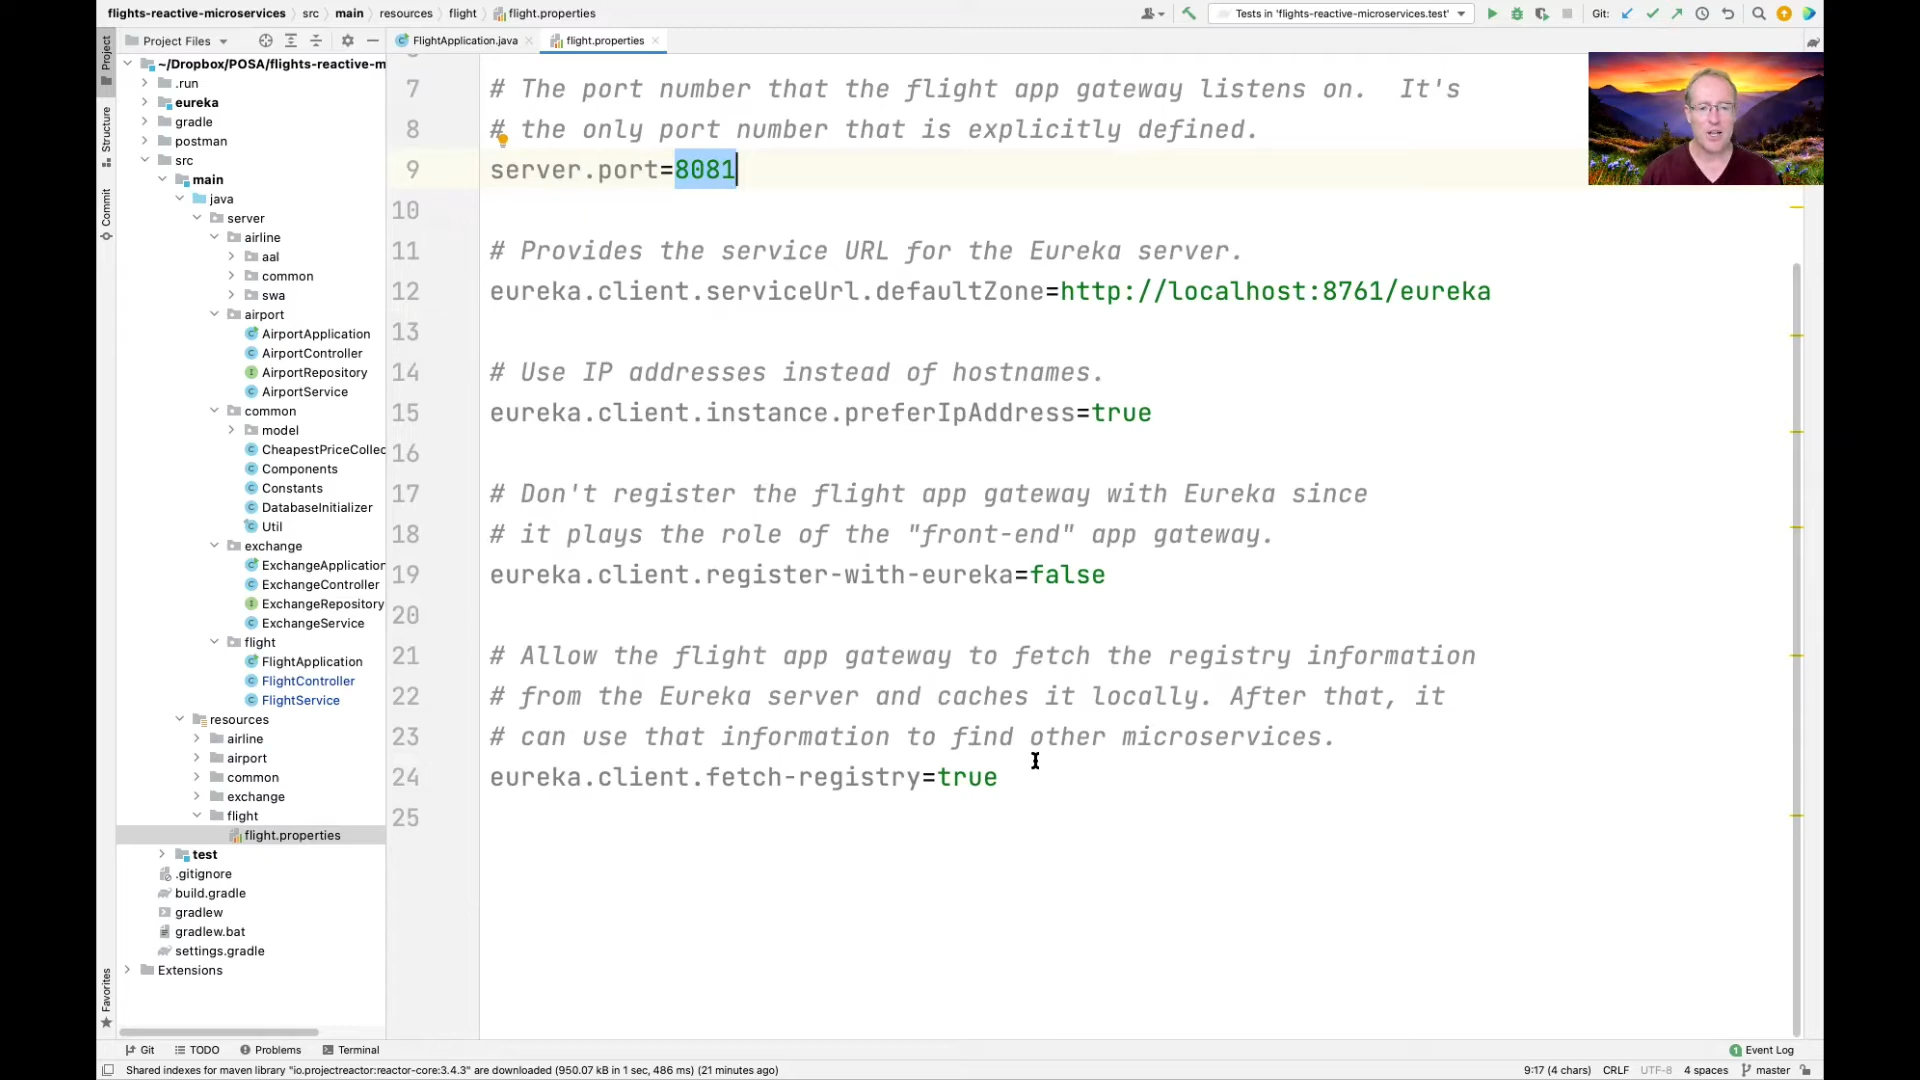 flights-reactive-microservices src main resources flight flight.properties
Tests in 'flights-reactive-microservices.test' Git:
Project
Structure
Commit
Favorites
Project Files
~/Dropbox/POSA/flights-reactive-m
.run
eureka
gradle
postman
src
main
java
server
airline
aal
common
swa
airport
AirportApplication
AirportController
AirportRepository
AirportService
common
model
CheapestPriceCollec
Components
Constants
DatabaseInitializer
Util
exchange
ExchangeApplication
ExchangeController
ExchangeRepository
ExchangeService
flight
FlightApplication
FlightController
FlightService
resources
airline
airport
common
exchange
flight
flight.properties
test
.gitignore
build.gradle
gradlew
gradlew.bat
settings.gradle
Extensions
FlightApplication.java flight.properties
7 # The port number that the flight app gateway listens on.  It's
8 # the only port number that is explicitly defined.
9 server.port=8081
10
11 # Provides the service URL for the Eureka server.
12 eureka.client.serviceUrl.defaultZone=http://localhost:8761/eureka
13
14 # Use IP addresses instead of hostnames.
15 eureka.client.instance.preferIpAddress=true
16
17 # Don't register the flight app gateway with Eureka since
18 # it plays the role of the "front-end" app gateway.
19 eureka.client.register-with-eureka=false
20
21 # Allow the flight app gateway to fetch the registry information
22 # from the Eureka server and caches it locally. After that, it
23 # can use that information to find other microservices.
24 eureka.client.fetch-registry=true
25
Git TODO Problems Terminal 1 Event Log
Shared indexes for maven library "io.projectreactor:reactor-core:3.4.3" are downloaded (950.07 kB in 1 sec, 486 ms) (21 minutes ago) 9:17 (4 chars) CRLF UTF-8 4 spaces master